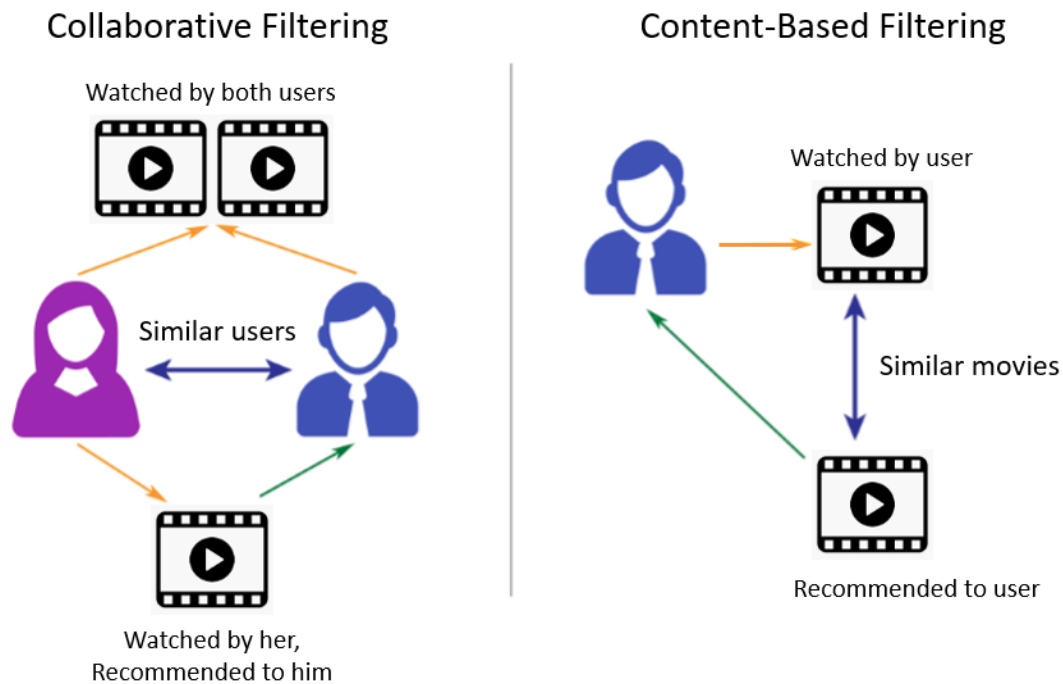 Collaborative Filtering
Watched by both users
Similar users
Watched by her,
Recommended to him
Content-Based Filtering
Watched by user
Similar movies
Recommended to user